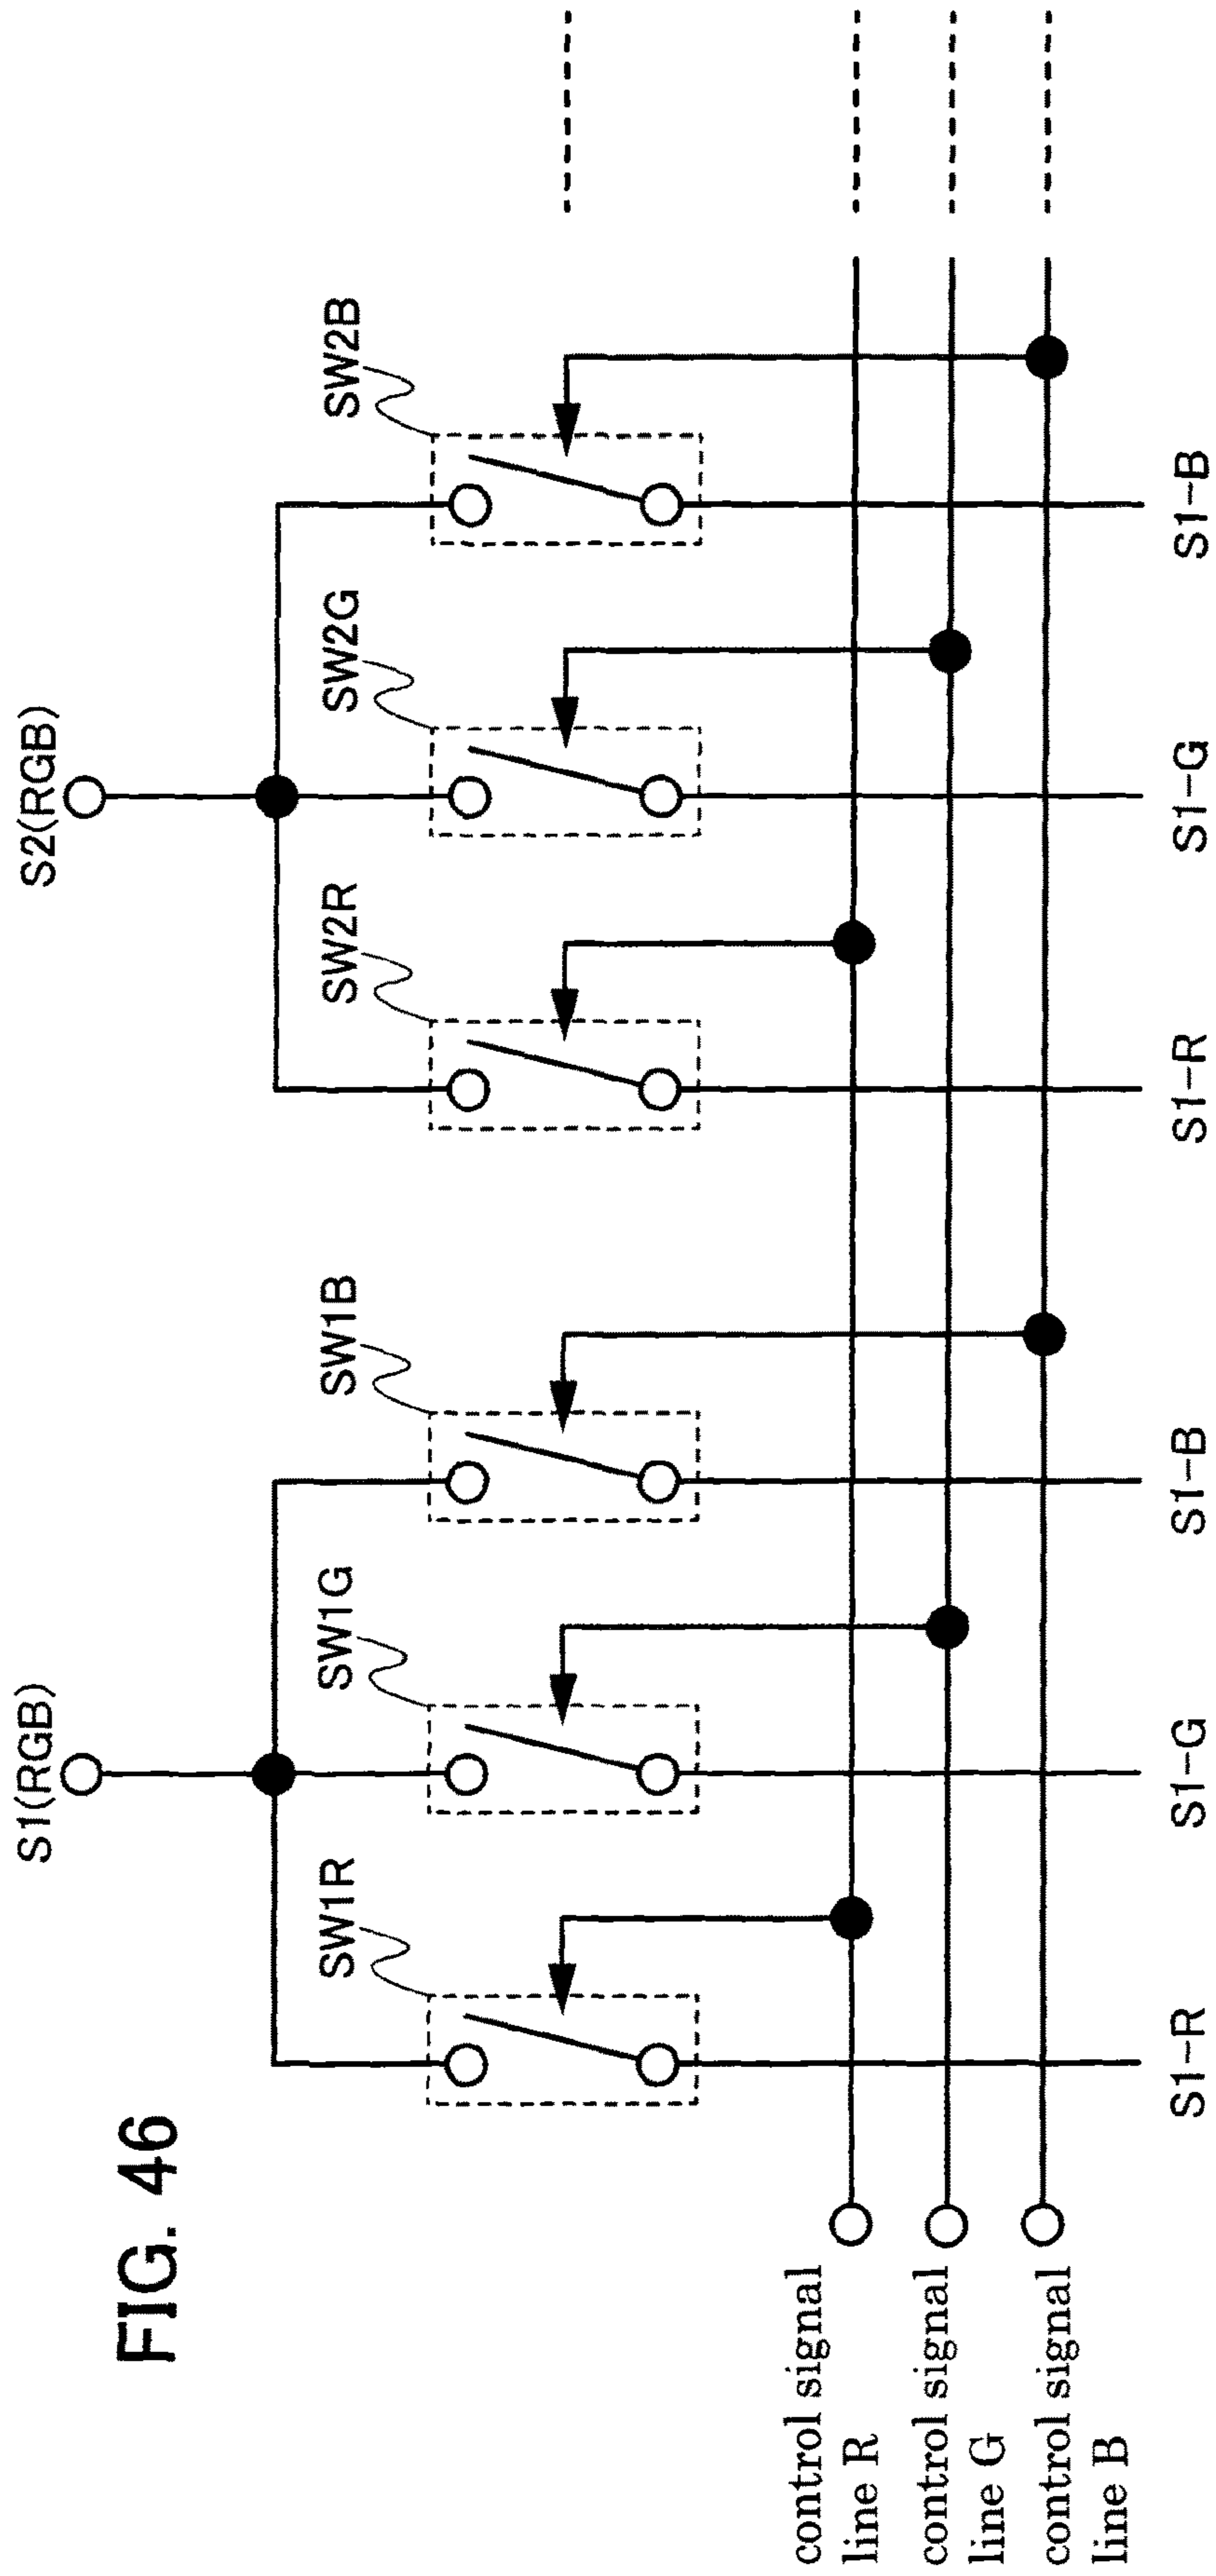 FIG. 46
S1(RGB)
S2(RGB)
SW1R
SW1G
SW1B
SW2R
SW2G
SW2B
control signal
line R
control signal
line G
control signal
line B
S1-R
S1-G
S1-B
S1-R
S1-G
S1-B